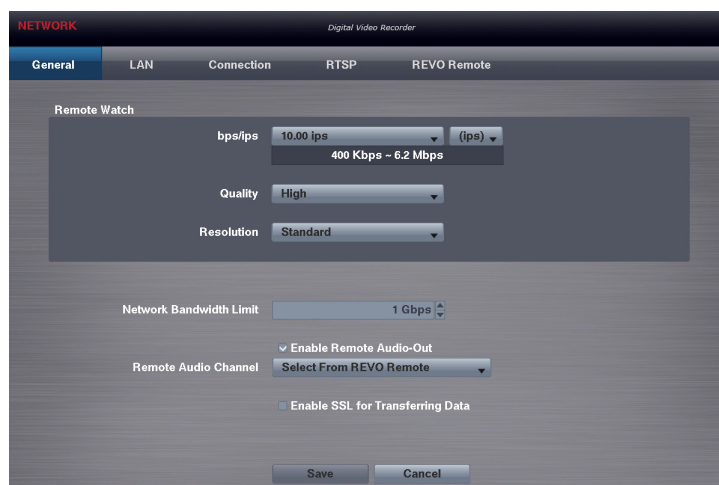 NETWORK
Digital Video Recorder
General LAN Connection RTSP REVO Remote
Remote Watch
bps/ips 10.00 ips (ips)
400 Kbps ~ 6.2 Mbps
Quality High
Resolution Standard
Network Bandwidth Limit 1 Gbps
Enable Remote Audio-Out
Remote Audio Channel Select From REVO Remote
Enable SSL for Transferring Data
Save Cancel